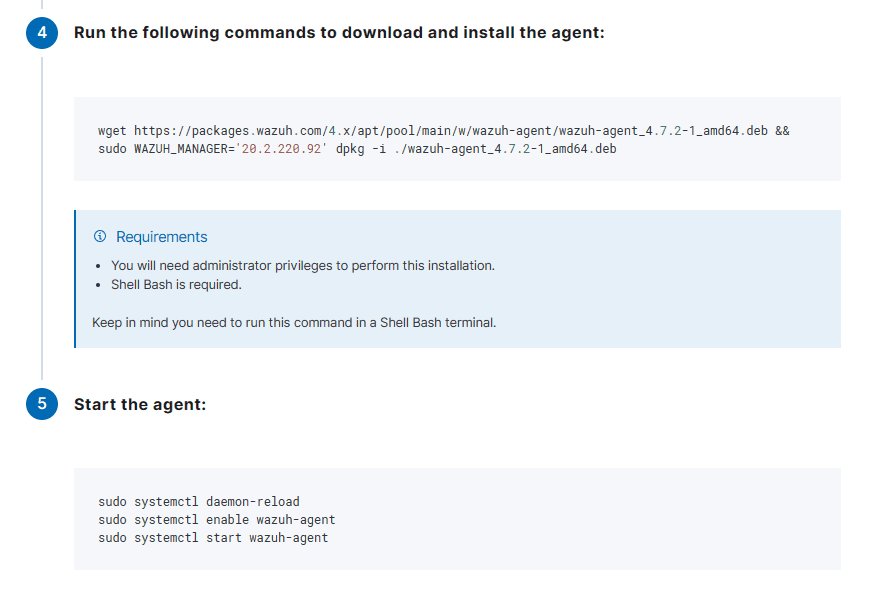 4 Run the following commands to download and install the agent:
wget https://packages.wazuh.com/4.x/apt/pool/main/w/wazuh-agent/wazuh-agent_4.7.2-1_amd64.deb &&
sudo WAZUH_MANAGER='20.2.220.92' dpkg -i ./wazuh-agent_4.7.2-1_amd64.deb
Requirements
• You will need administrator privileges to perform this installation.
• Shell Bash is required.
Keep in mind you need to run this command in a Shell Bash terminal.
5 Start the agent:
sudo systemctl daemon-reload
sudo systemctl enable wazuh-agent
sudo systemctl start wazuh-agent